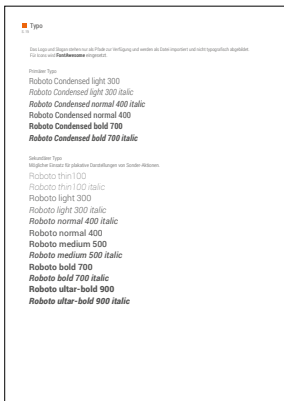 Typo
Das Logo und Slogan stehen nur als Pfade zur Verfügung und werden als Datei importiert und nicht typografisch abgebildet.
Für Icons wird FontAwesome eingesetzt.
Primäre Typo
Roboto Condensed light 300
Roboto Condensed light 300 italic
Roboto Condensed normal 400 italic
Roboto Condensed normal 400
Roboto Condensed bold 700
Roboto Condensed bold 700 italic
Sekundäre Typo
Möglicher Einsatz für plakative Darstellungen von Sonder-Aktionen.
Roboto thin100
Roboto thin100 italic
Roboto light 300
Roboto light 300 italic
Roboto normal 400 italic
Roboto normal 400
Roboto medium 500
Roboto medium 500 italic
Roboto bold 700
Roboto bold 700 italic
Roboto ultar-bold 900
Roboto ultar-bold 900 italic